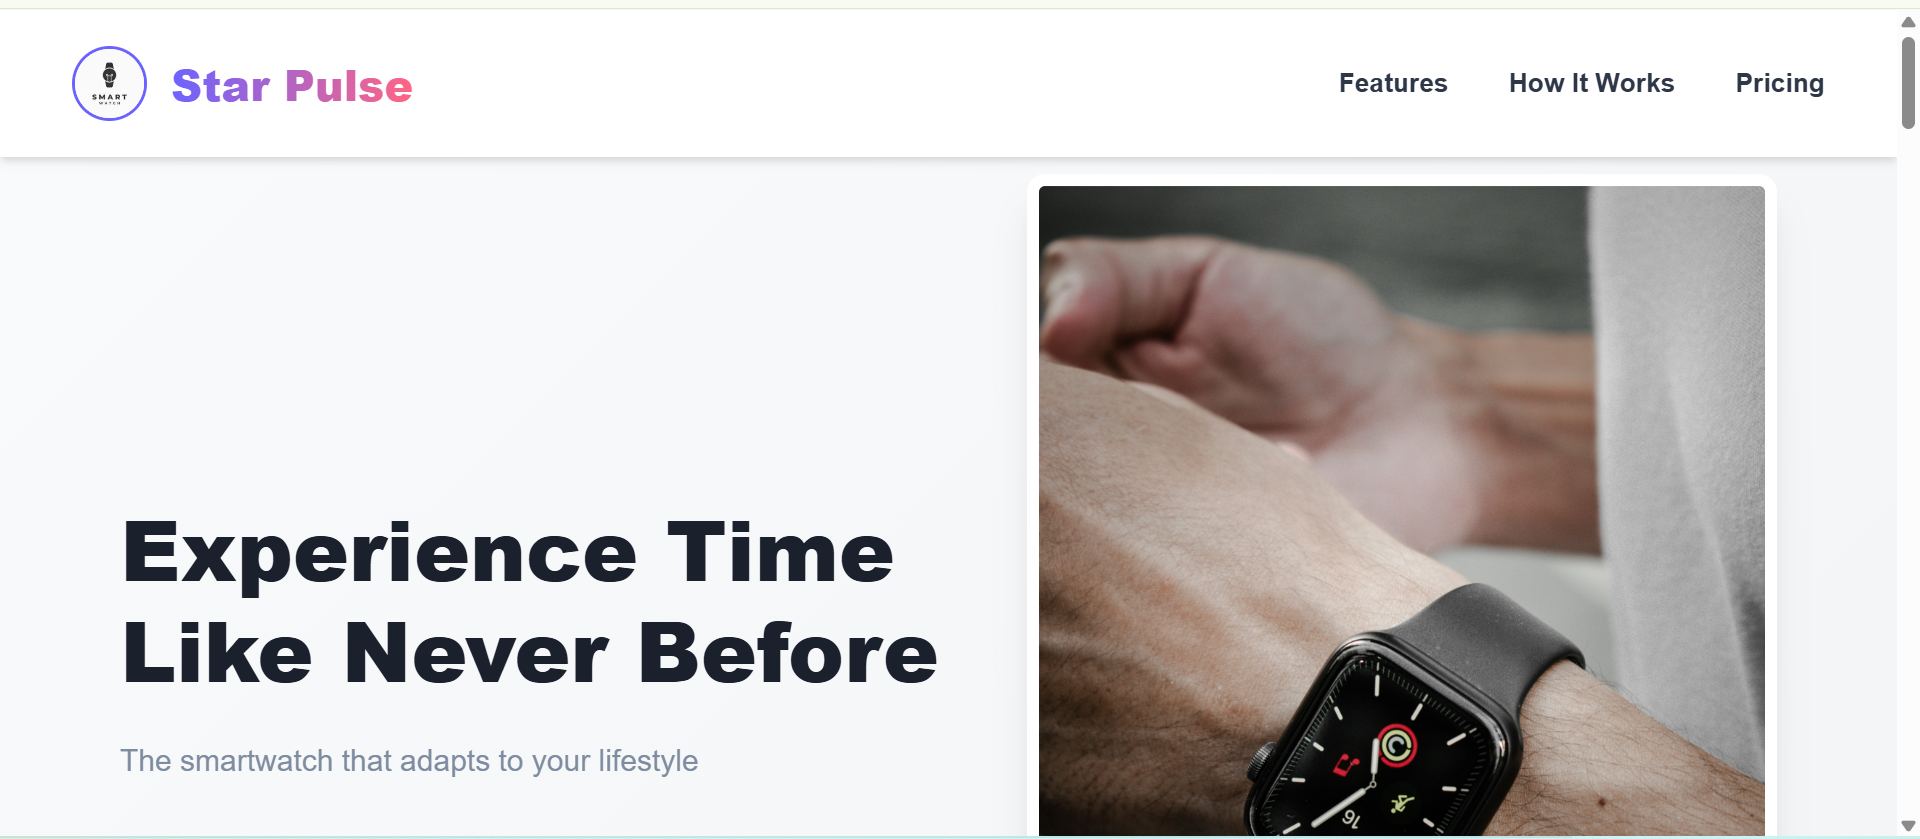 SMART
WATCH
Star Pulse
Features
How It Works
Pricing
Experience Time
Like Never Before
The smartwatch that adapts to your lifestyle
16